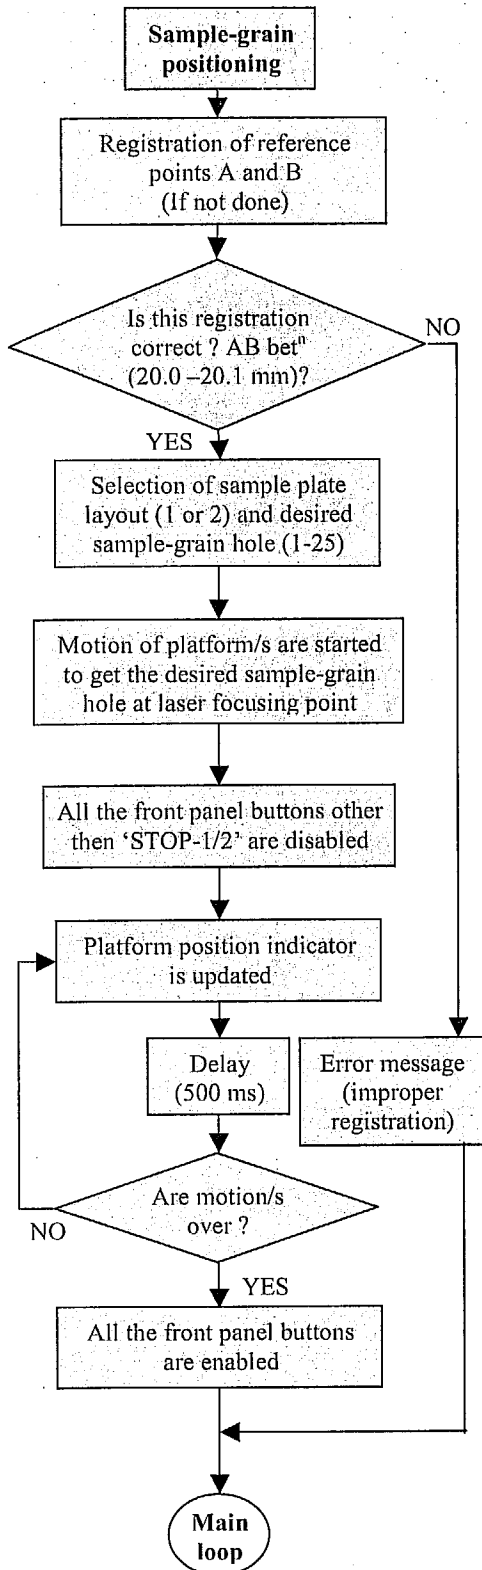 Sample-grain
positioning
Registration of reference
points A and B
(If not done)
Is this registration
correct ? AB betⁿ
(20.0 –20.1 mm)?
NO
YES
Selection of sample plate
layout (1 or 2) and desired
sample-grain hole (1-25)
Motion of platform/s are started
to get the desired sample-grain
hole at laser focusing point
All the front panel buttons other
then ‘STOP-1/2’ are disabled
Platform position indicator
is updated
Delay
(500 ms)
Error message
(improper
registration)
Are motion/s
over ?
NO
YES
All the front panel buttons
are enabled
Main
loop